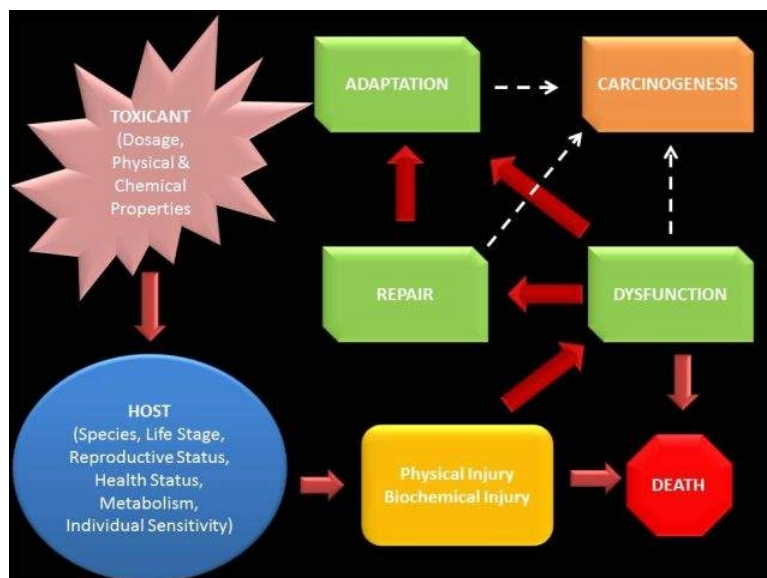 TOXICANT
(Dosage,
Physical &
Chemical
Properties
ADAPTATION
CARCINOGENESIS
REPAIR
DYSFUNCTION
HOST
(Species, Life Stage,
Reproductive Status,
Health Status,
Metabolism,
Individual Sensitivity)
Physical Injury
Biochemical Injury
DEATH